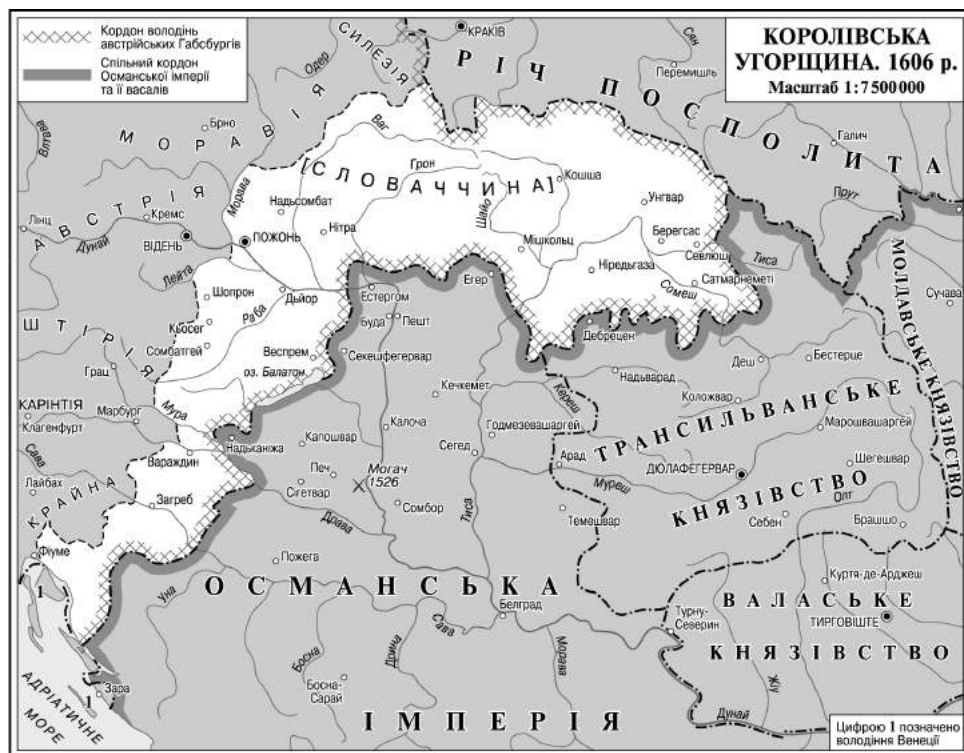 Кордон володінь
австрійських Габсбургів
Спільний кордон
Османської імперії
та її васалів
КОРОЛІВСЬКА
УГОРЩИНА. 1606 р.
Масштаб 1:7500000
КРАКІВ
СИЛЕЗІЯ
Одер
Сян
Перемишль
РІЧ ПОСПОЛИТА
Влтава
Брно
МОРАВІЯ
Ваг
Галич
Грон
[СЛОВАЧЧИНА]
Кошша
Прут
АВСТРІЯ
Морава
Надьсомбат
Унгвар
Лінц
Кремс
Дунай
ВІДЕНЬ
ПОЖОНЬ
Нітра
Шайо
Мішкольц
Берегсас
Севлюш
Тиса
МОЛДАВСЬКЕ КНЯЗІВСТВО
Лейта
Ніредьгаза
Сомеш
Сатмарнеметі
Сучава
Шопрон
Дьйор
Естергом
Егер
ШТІРІЯ
Кьосег
Раба
Буда
Пешт
Дебрецен
Сомбатгей
Веспрем
оз. Балатон
Секешфегервар
Деш
Бестерце
Грац
Кечкемет
Кереш
Надьварад
КАРІНТІЯ
Клагенфурт
Марбург
Мура
Коложвар
ТРАНСИЛЬВАНСЬКЕ
Марошвашаргей
Надьканіжа
Капошвар
Калоча
Годмезевашаргей
Сегед
Сава
Вараждин
Арад
ДЮЛАФЕГЕРВАР
Шегешвар
Лайбах
Печ
Могач
1526
Муреш
КРАЙНА
Загреб
Сігетвар
Сомбор
Тиса
Темешвар
КНЯЗІВСТВО
Олт
Себен
Брашшо
Драва
Фіуме
Пожега
1
Уна
ОСМАНСЬКА
Куртя-де-Арджеш
Белград
Сава
Турну-
Северин
ВАЛАСЬКЕ
ТИРГОВІШТЕ
Босна
Дрина
Морава
КНЯЗІВСТВО
Зара
1
Босна-
Сарай
Жіу
АДРІАТИЧНЕ
МОРЕ
ІМПЕРІЯ
Дунай
Цифрою 1 позначено
володіння Венеції